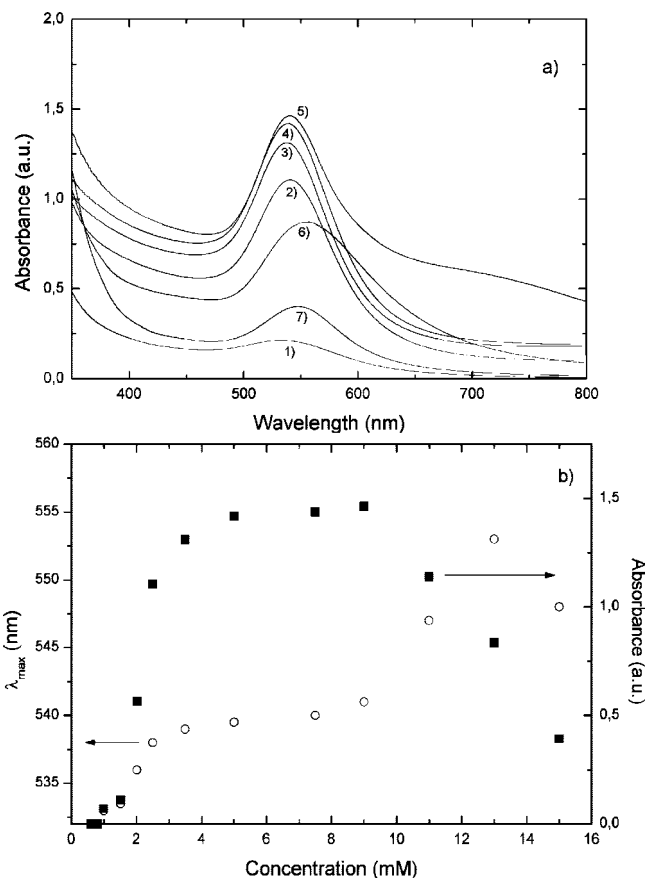 2,0
a)
1,5
5)
4)
3)
1,0
2)
6)
0,5
7)
1)
0,0
400 500 600 700 800
Absorbance (a.u.)
Wavelength (nm)
560
b)
1,5
555
550
1,0
545
540
0,5
535
0,0
0 2 4 6 8 10 12 14 16
λmax (nm)
Absorbance (a.u.)
Concentration (mM)